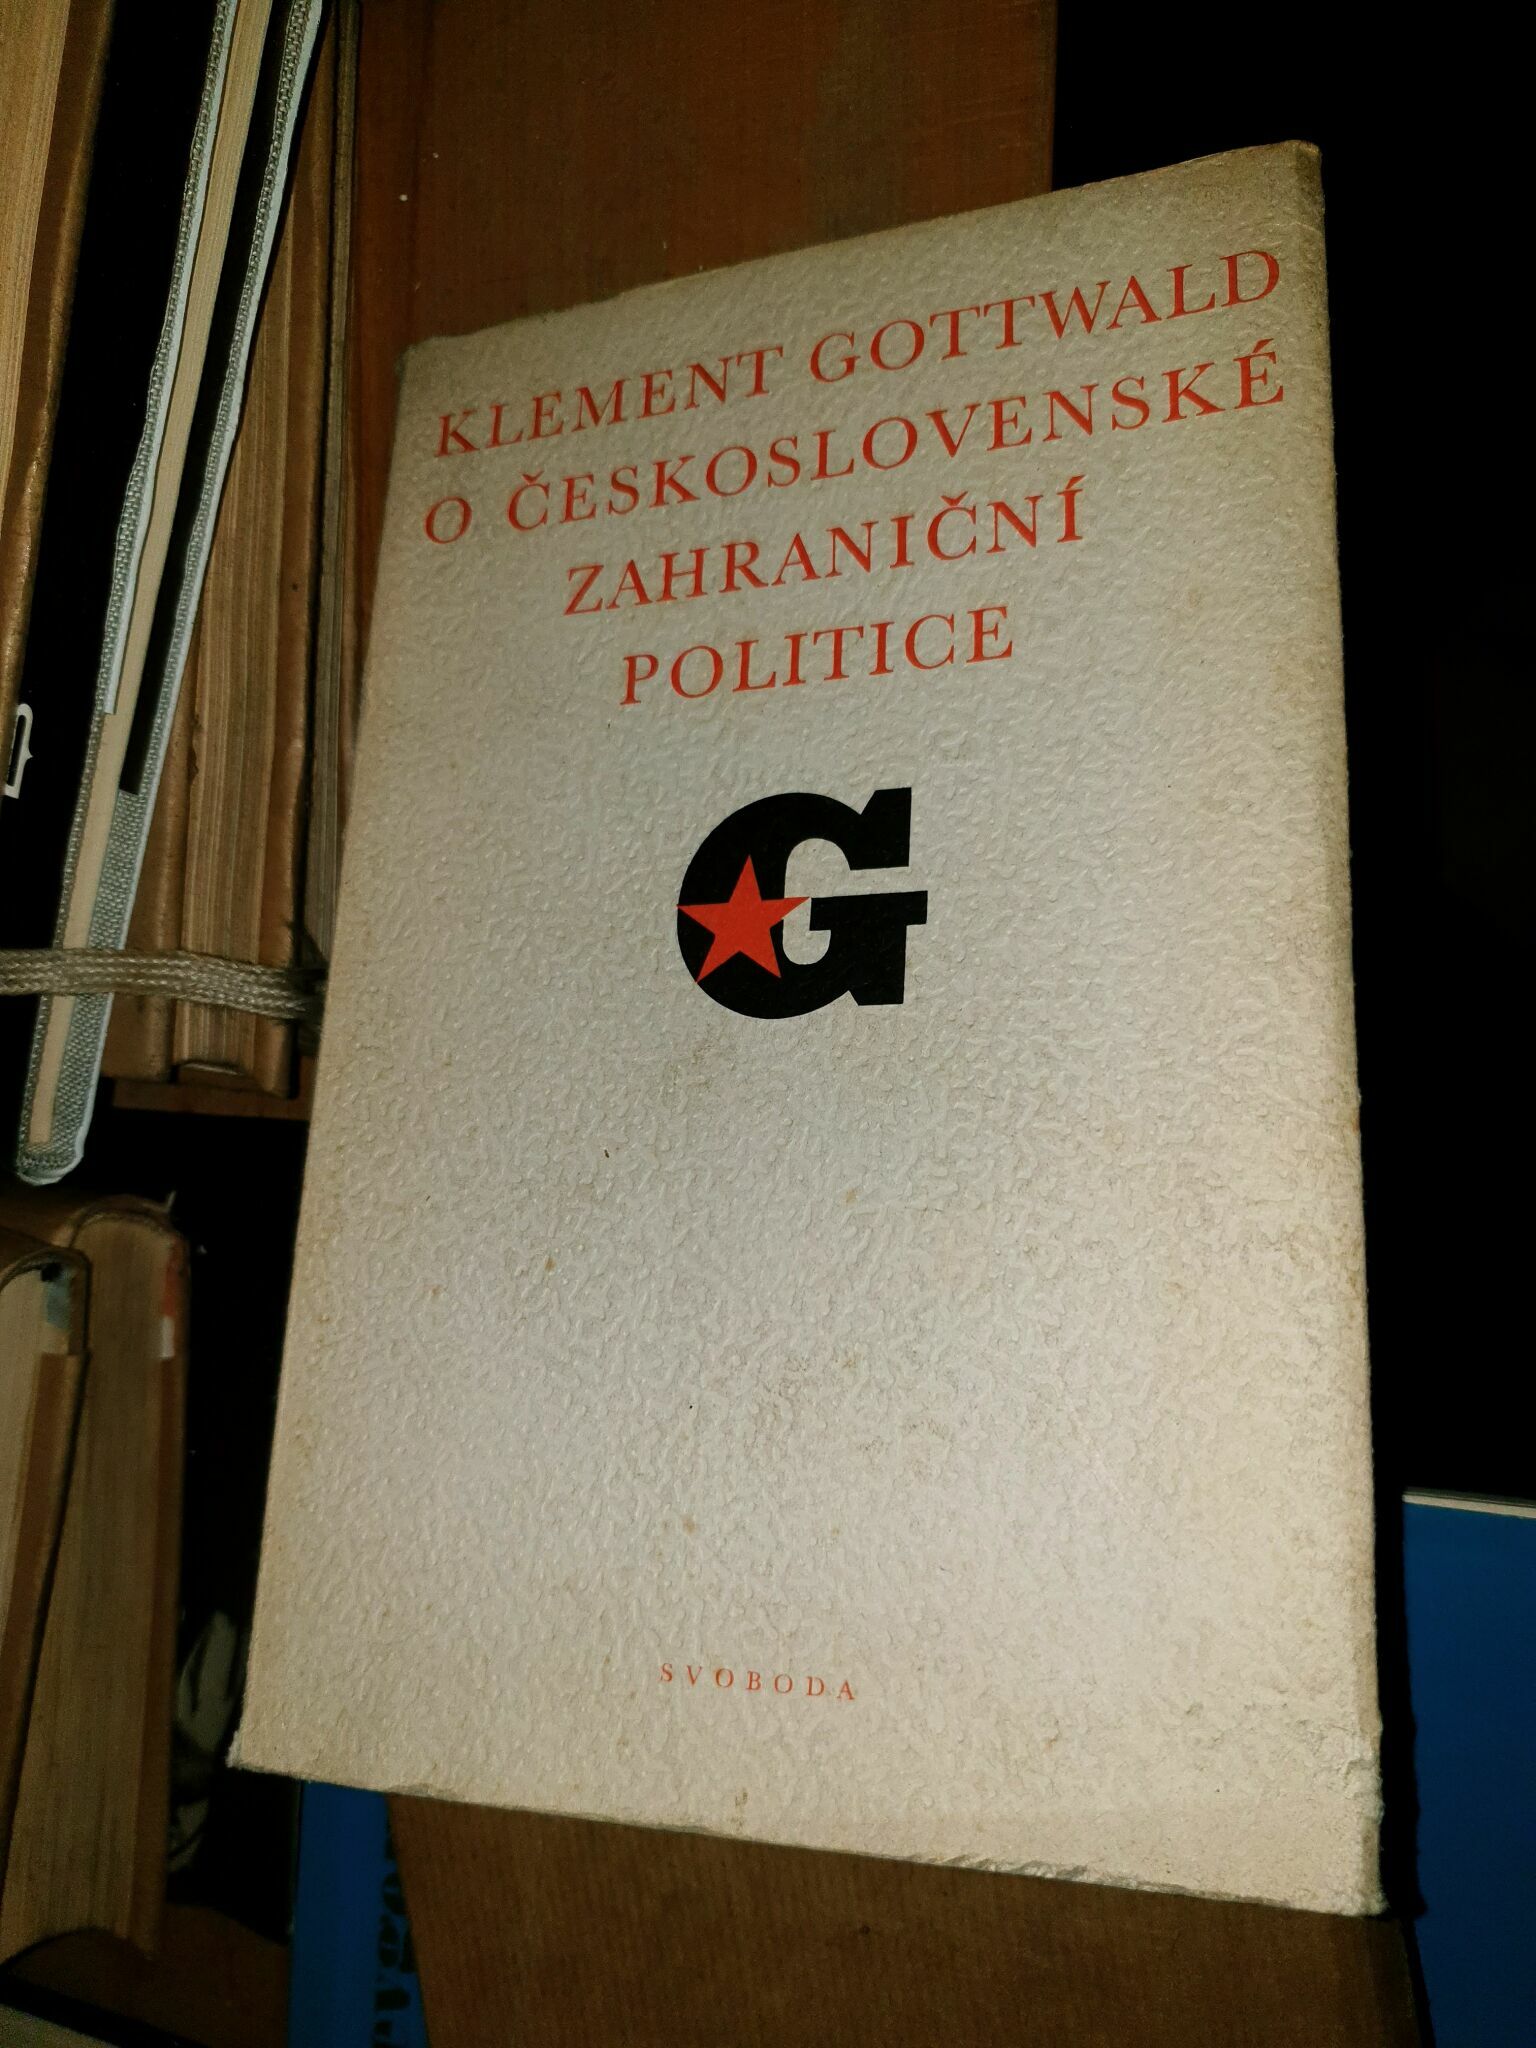 KLEMENT GOTTWALD
O ČESKOSLOVENSKÉ
ZAHRANIČNÍ
POLITICE
G
SVOBODA